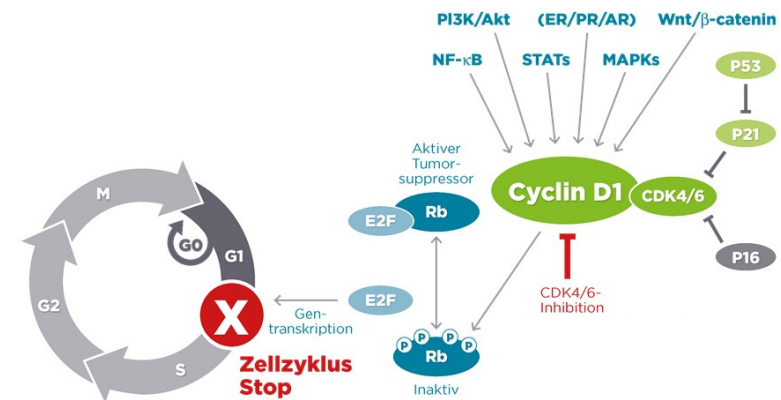 PI3K/Akt
(ER/PR/AR)
Wnt/β-catenin
NF-κB
STATs
MAPKs
P53
P21
Aktiver
Tumor-
suppressor
Cyclin D1
CDK4/6
E2F
Rb
P16
M
G0
G1
G2
S
X
E2F
Gen-
transkription
CDK4/6-
Inhibition
P
P
P
P
Rb
Inaktiv
Zellzyklus
Stop